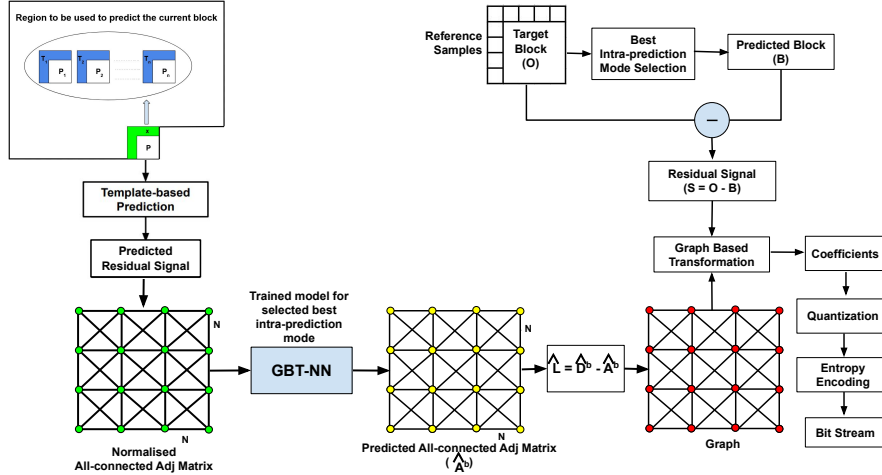 Region to be used to predict the current block
T1
P1
T2
P2
Tn
Pn
x
P
Template-based
Prediction
Predicted
Residual Signal
N
N
Normalised
All-connected Adj Matrix
Trained model for
selected best
intra-prediction
mode
GBT-NN
N
N
Predicted All-connected Adj Matrix
( Â^b)
L̂ = D̂^b - Â^b
Reference
Samples
Target
Block
(O)
Best
Intra-prediction
Mode Selection
Predicted Block
(B)
−
Residual Signal
(S = O - B)
Graph Based
Transformation
Graph
Coefficients
Quantization
Entropy
Encoding
Bit Stream